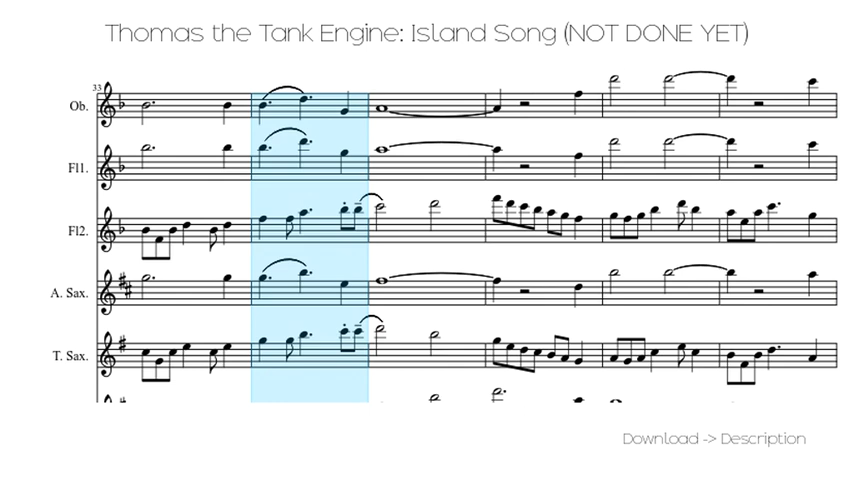 Thomas the Tank Engine: Island Song (NOT DONE YET)
33
Ob.
Fl1.
Fl2.
A. Sax.
T. Sax.
Download -> Description